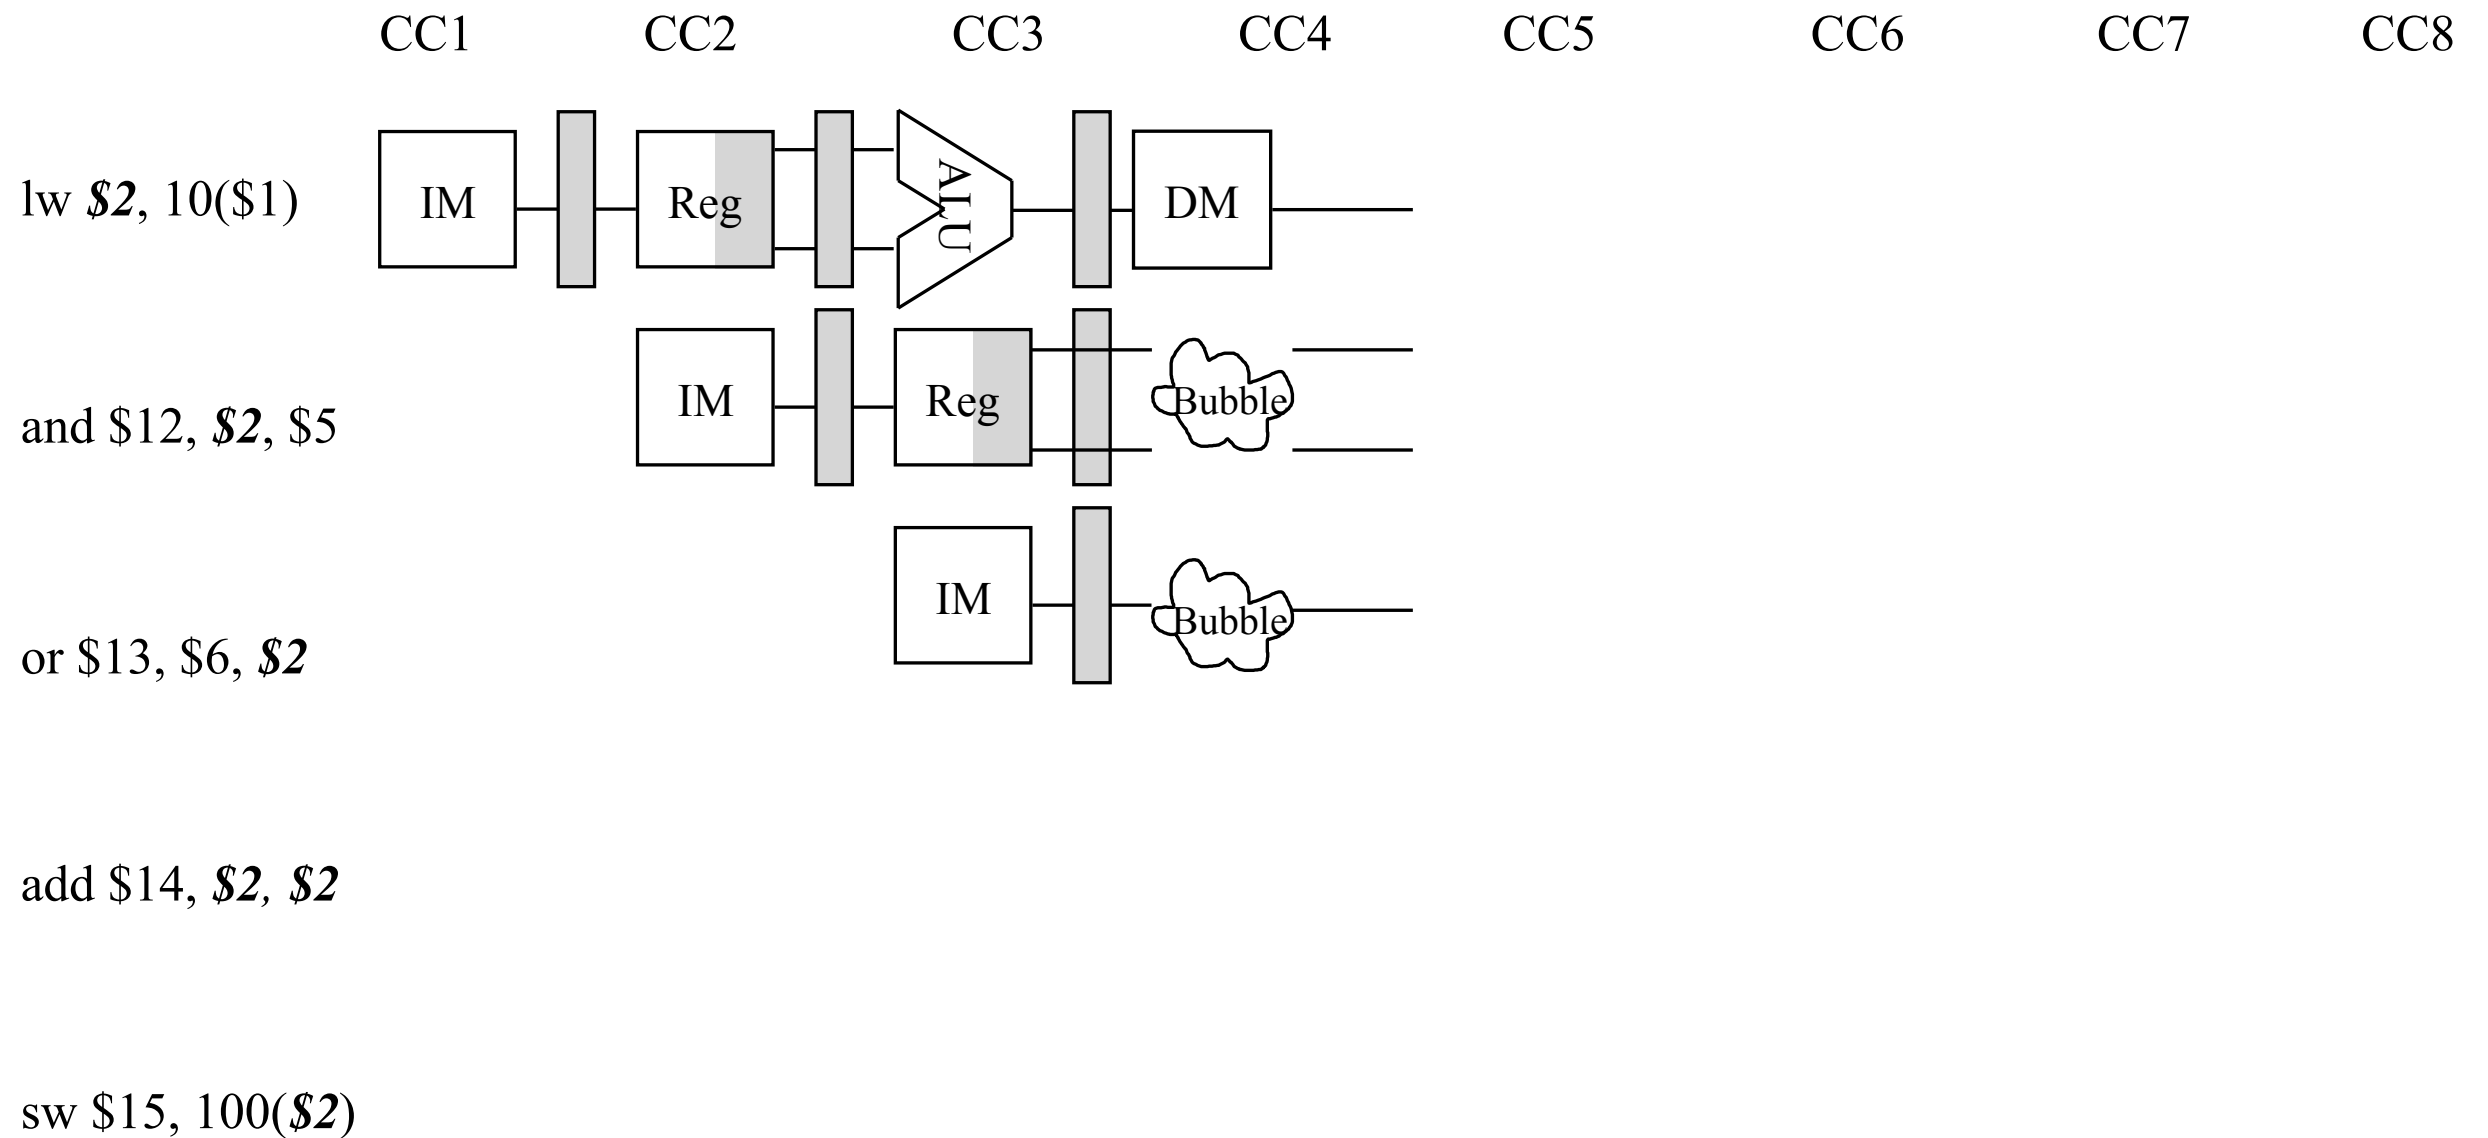 CC1 CC2 CC3 CC4 CC5 CC6 CC7 CC8
lw $2, 10($1) IM Reg ALU DM
and $12, $2, $5 IM Reg Bubble
or $13, $6, $2 IM Bubble
add $14, $2, $2
sw $15, 100($2)